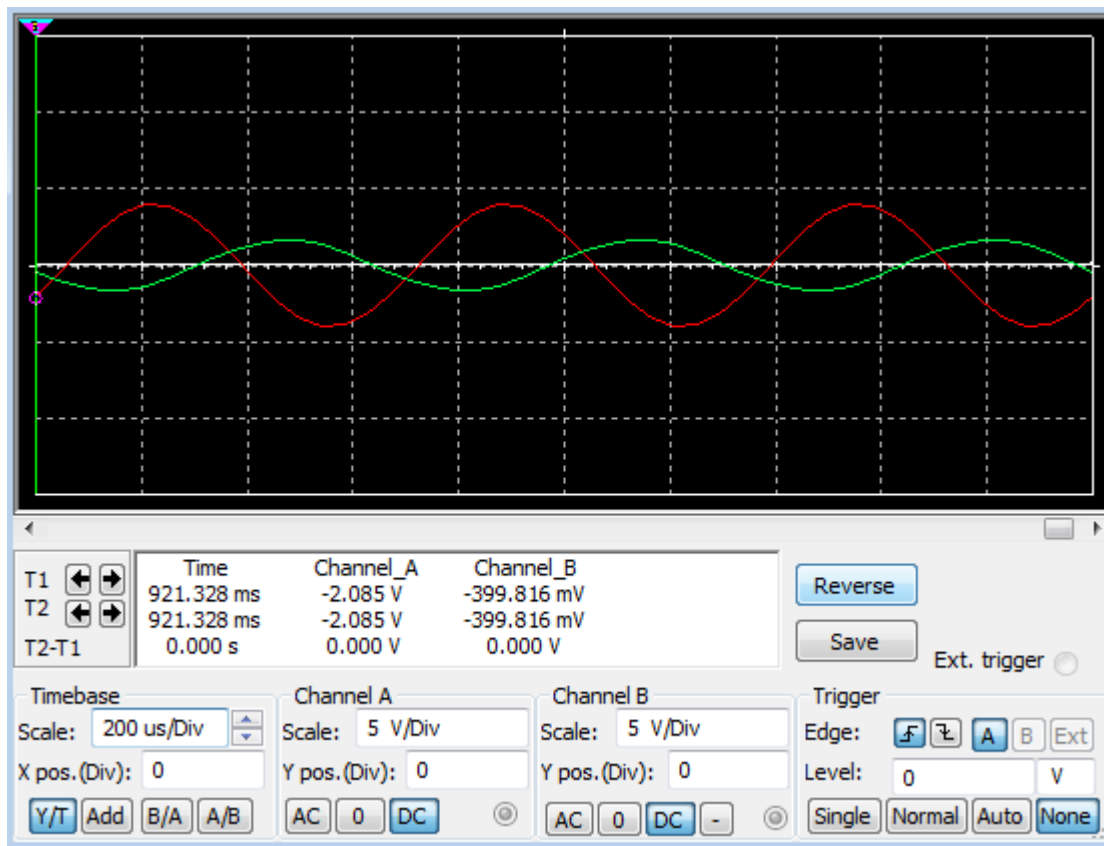 3
Time Channel_A Channel_B
T1 921.328 ms -2.085 V -399.816 mV
T2 921.328 ms -2.085 V -399.816 mV
T2-T1 0.000 s 0.000 V 0.000 V
Reverse
Save
Ext. trigger
Timebase
Scale: 200 us/Div
X pos.(Div): 0
Y/T Add B/A A/B
Channel A
Scale: 5 V/Div
Y pos.(Div): 0
AC 0 DC
Channel B
Scale: 5 V/Div
Y pos.(Div): 0
AC 0 DC -
Trigger
Edge: A B Ext
Level: 0 V
Single Normal Auto None